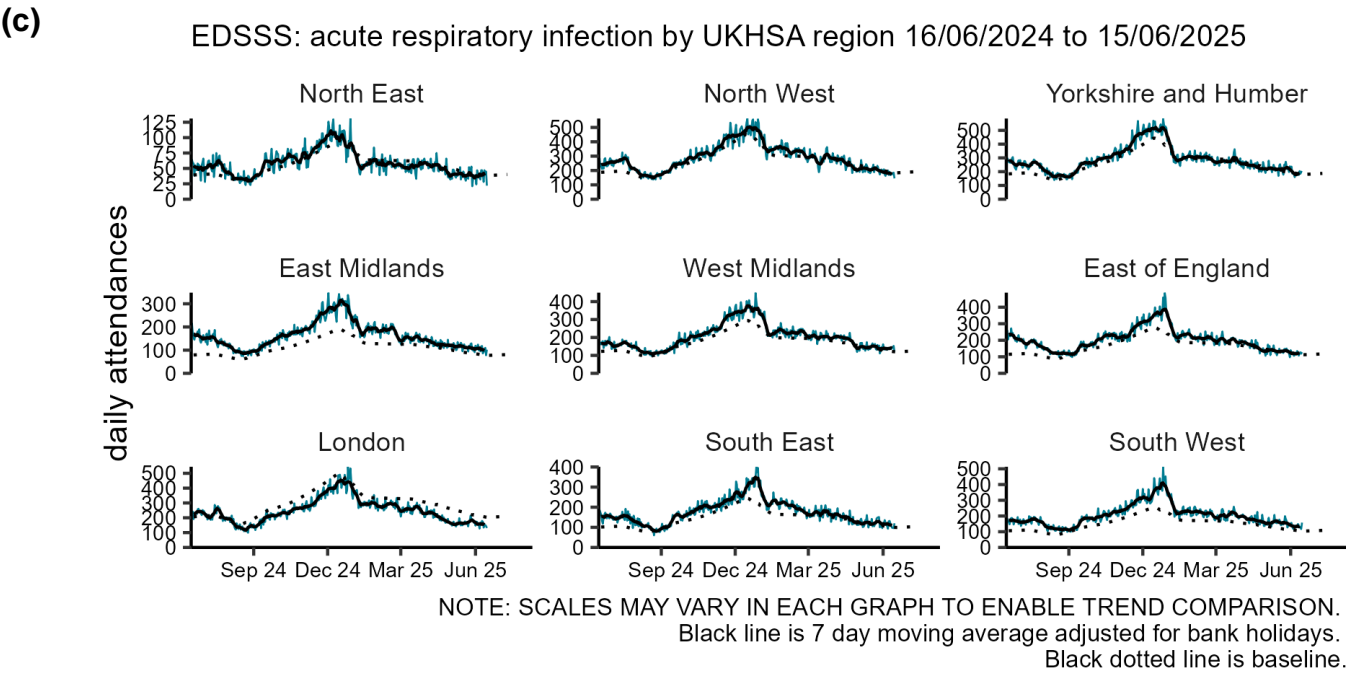 (c)
EDSSS: acute respiratory infection by UKHSA region 16/06/2024 to 15/06/2025
daily attendances
North East
125
100
75
50
25
0
North West
500
400
300
200
100
0
Yorkshire and Humber
500
400
300
200
100
0
East Midlands
300
200
100
0
West Midlands
400
300
200
100
0
East of England
400
300
200
100
0
London
500
400
300
200
100
0
Sep 24 Dec 24 Mar 25 Jun 25
South East
400
300
200
100
0
Sep 24 Dec 24 Mar 25 Jun 25
South West
500
400
300
200
100
0
Sep 24 Dec 24 Mar 25 Jun 25
NOTE: SCALES MAY VARY IN EACH GRAPH TO ENABLE TREND COMPARISON.
Black line is 7 day moving average adjusted for bank holidays.
Black dotted line is baseline.